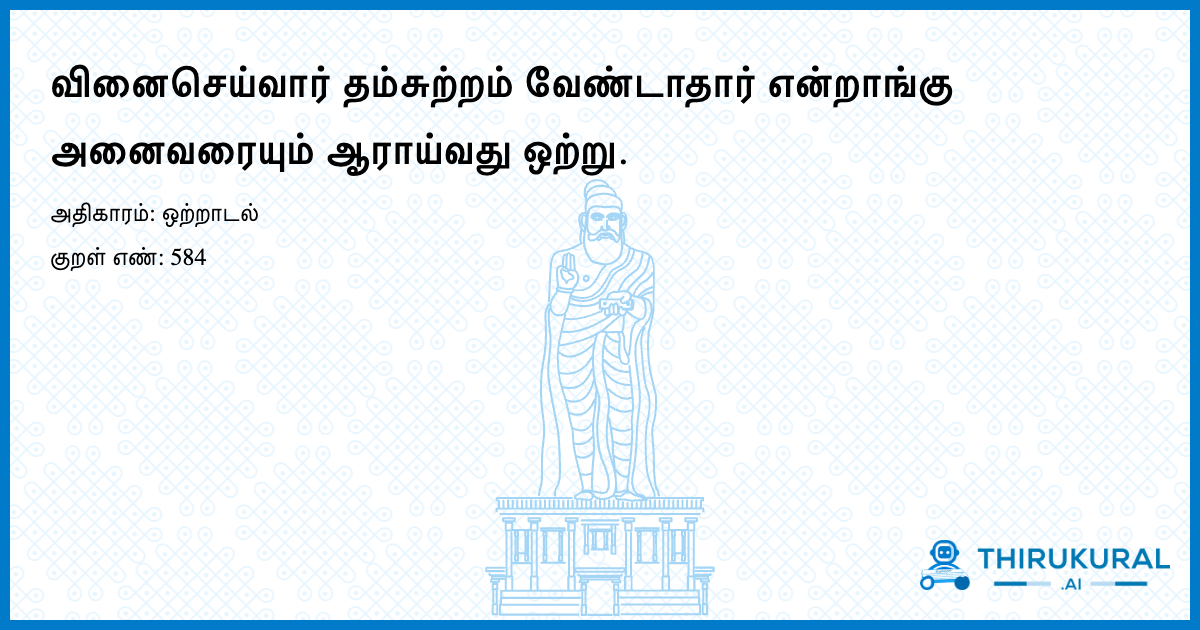 வினைசெய்வார் தம்சுற்றம் வேண்டாதார் என்றாங்கு
அனைவரையும் ஆராய்வது ஒற்று.
அதிகாரம்: ஒற்றாடல்
குறள் எண்: 584
THIRUKURAL
.AI